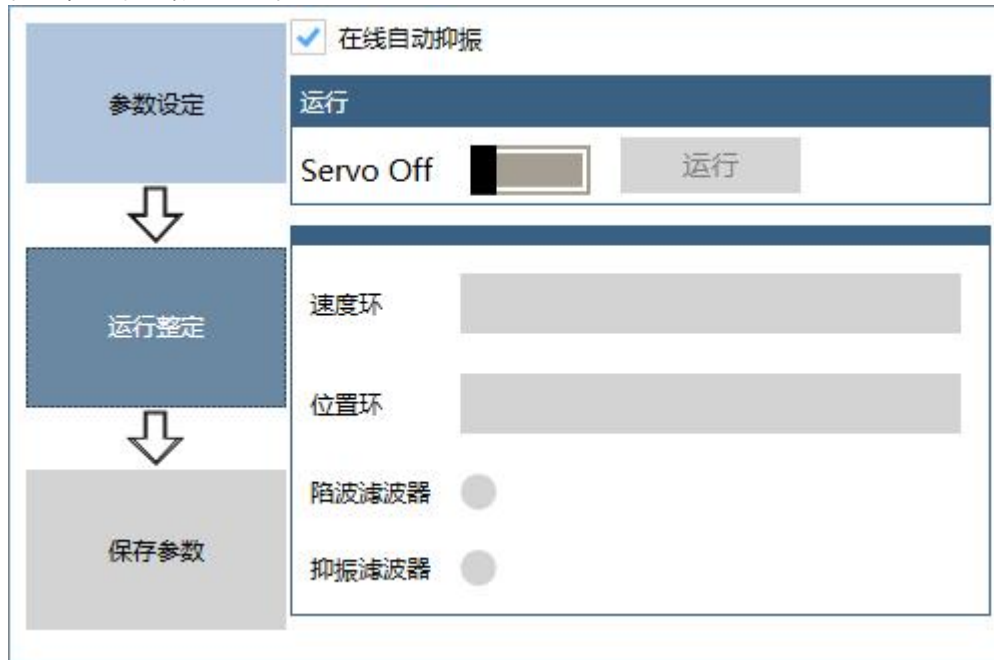 在线自动抑振
参数设定
运行
Servo Off
运行
速度环
运行整定
位置环
陷波滤波器
保存参数
抑振滤波器